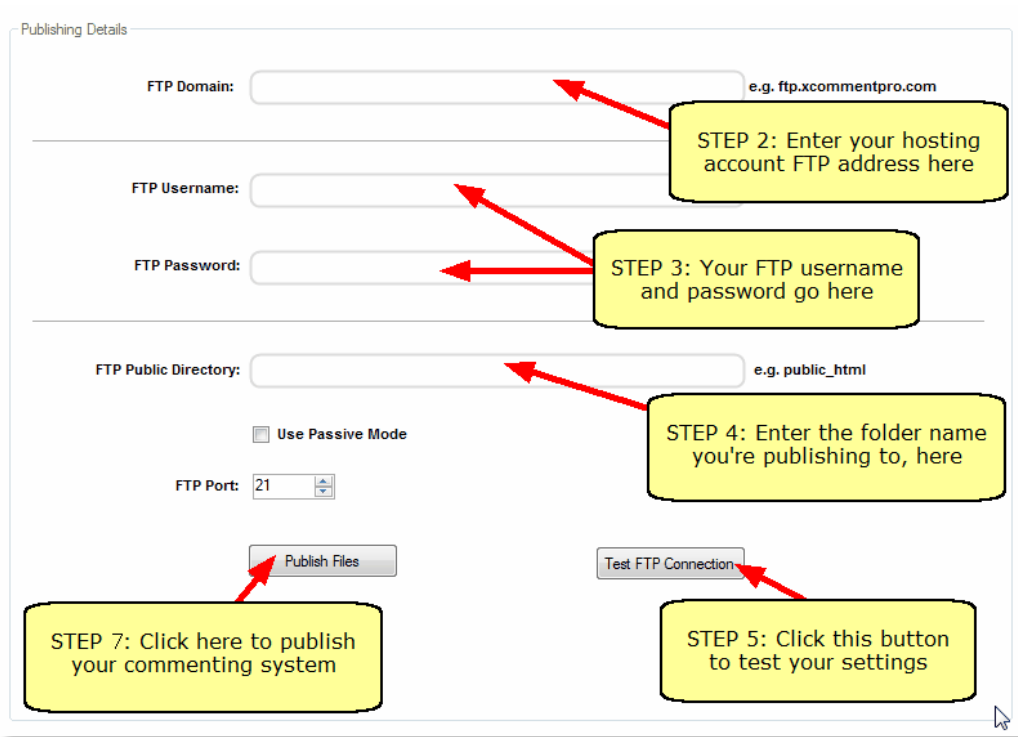 Publishing Details
FTP Domain:
e.g. ftp.xcommentpro.com
STEP 2: Enter your hosting
account FTP address here
FTP Username:
FTP Password:
STEP 3: Your FTP username
and password go here
FTP Public Directory:
e.g. public_html
STEP 4: Enter the folder name
you're publishing to, here
Use Passive Mode
FTP Port: 21
Publish Files
Test FTP Connection
STEP 7: Click here to publish
your commenting system
STEP 5: Click this button
to test your settings